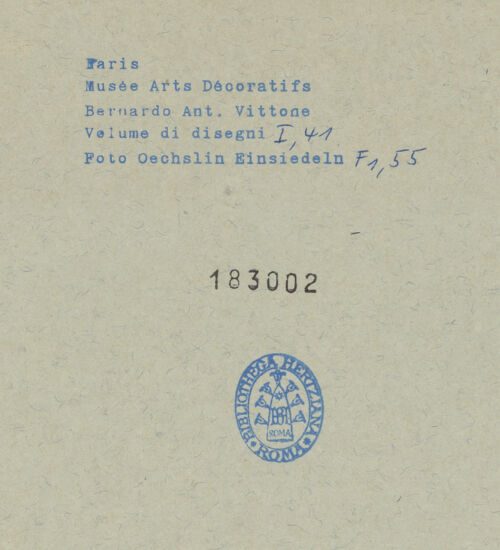 Paris
Musée Arts Décoratifs
Bernardo Ant. Vittone
Volume di disegni I, 41
Foto Oechslin Einsiedeln F1, 55
183002
BIBLIOTHECA HERTZIANA
ROMA
· ROMA ·